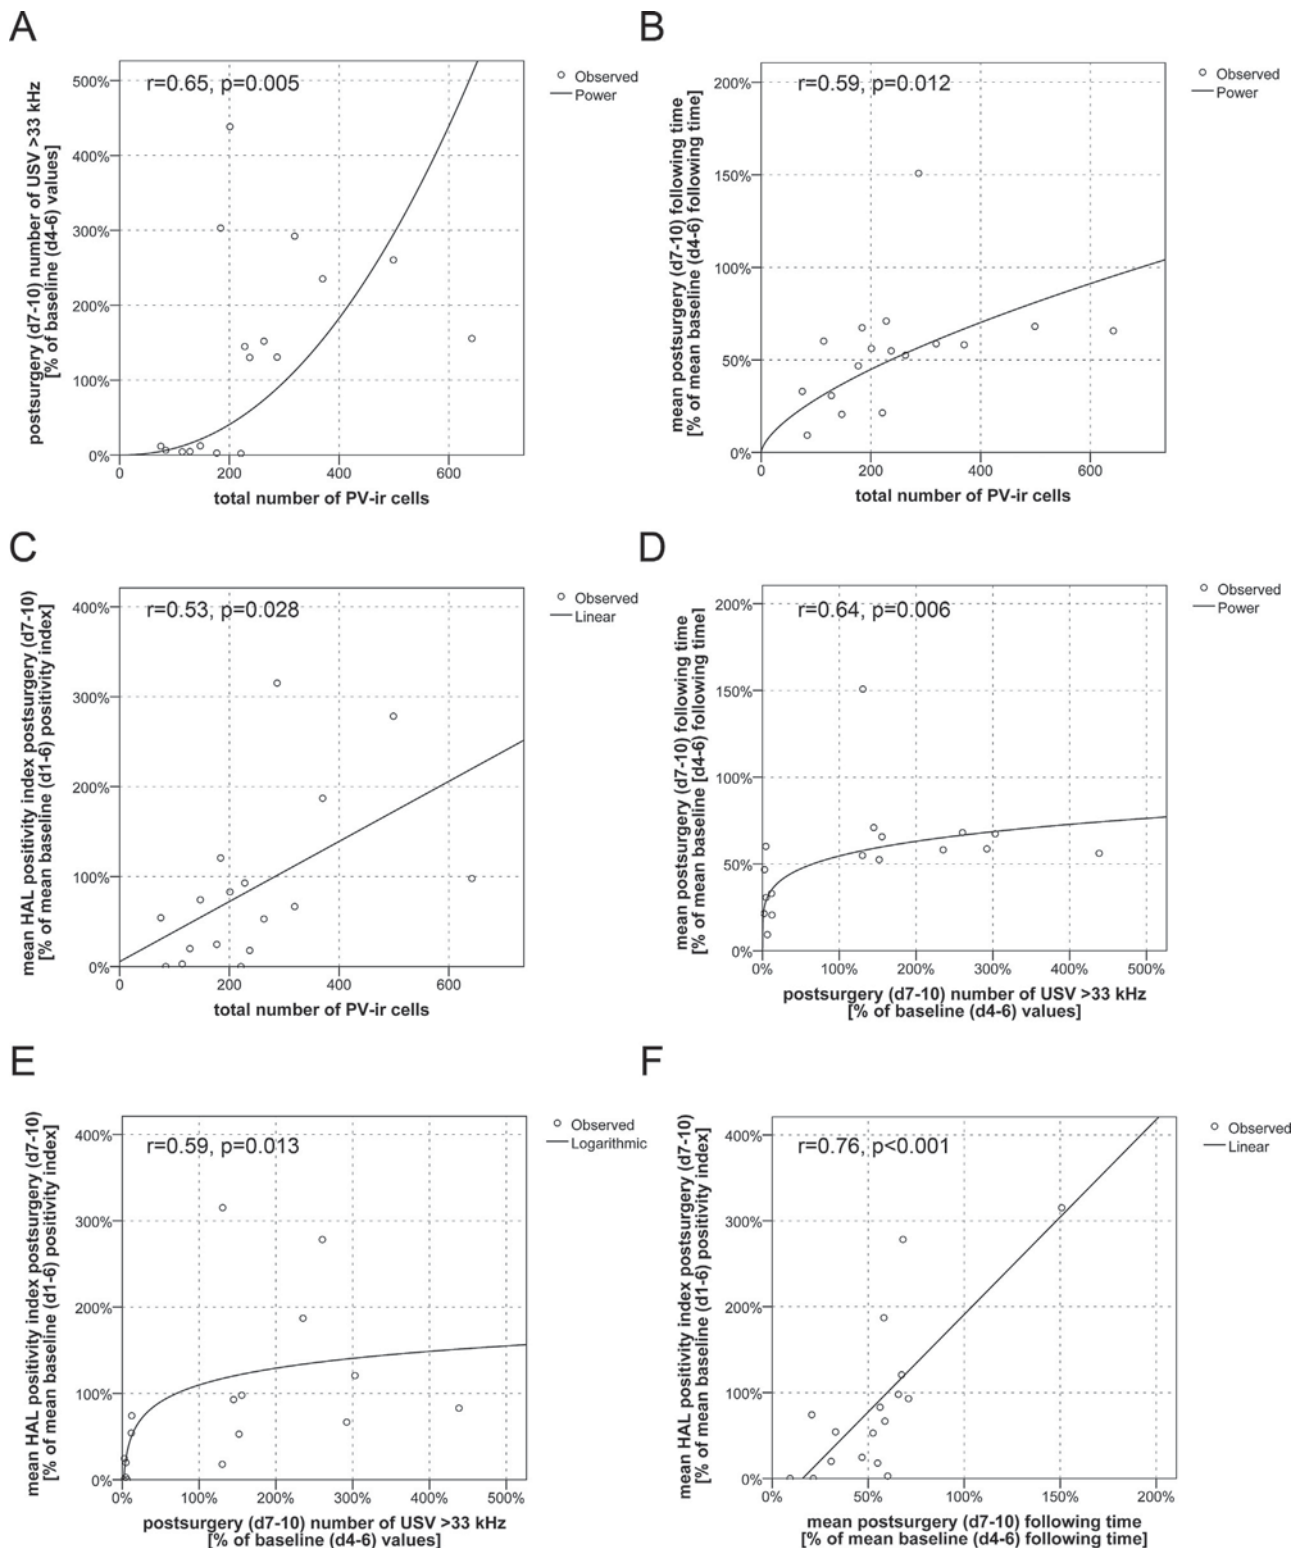 A
r=0.65, p=0.005
Observed
Power
postsurgery (d7-10) number of USV >33 kHz
[% of baseline (d4-6) values]
500%
400%
300%
200%
100%
0%
0 200 400 600
total number of PV-ir cells
B
r=0.59, p=0.012
Observed
Power
mean postsurgery (d7-10) following time
[% of mean baseline (d4-6) following time]
200%
150%
100%
50%
0%
0 200 400 600
total number of PV-ir cells
C
r=0.53, p=0.028
Observed
Linear
mean HAL positivity index postsurgery (d7-10)
[% of mean baseline (d1-6) positivity index]
400%
300%
200%
100%
0%
0 200 400 600
total number of PV-ir cells
D
r=0.64, p=0.006
Observed
Power
mean postsurgery (d7-10) following time
[% of mean baseline [d4-6) following time]
200%
150%
100%
50%
0%
0% 100% 200% 300% 400% 500%
postsurgery (d7-10) number of USV >33 kHz
[% of baseline (d4-6) values]
E
r=0.59, p=0.013
Observed
Logarithmic
mean HAL positivity index postsurgery (d7-10)
[% of mean baseline (d1-6) positivity index]
400%
300%
200%
100%
0%
0% 100% 200% 300% 400% 500%
postsurgery (d7-10) number of USV >33 kHz
[% of baseline (d4-6) values]
F
r=0.76, p<0.001
Observed
Linear
mean HAL positivity index postsurgery (d7-10)
[% of mean baseline (d1-6) positivity index]
400%
300%
200%
100%
0%
0% 50% 100% 150% 200%
mean postsurgery (d7-10) following time
[% of mean baseline (d4-6) following time]